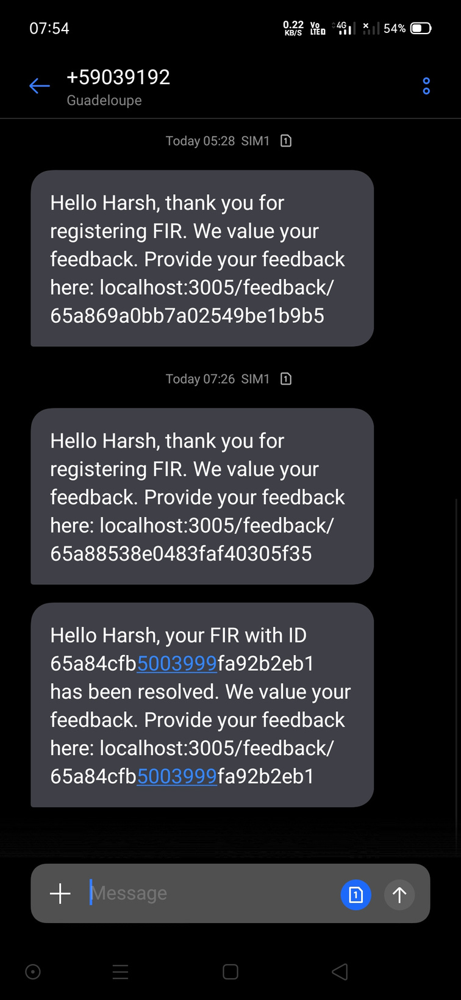 07:54
0.22 KB/S
Vo LTED
4G
54%
+59039192
Guadeloupe
Today 05:28 SIM1 1
Hello Harsh, thank you for
registering FIR. We value your
feedback. Provide your feedback
here: localhost:3005/feedback/
65a869a0bb7a02549be1b9b5
Today 07:26 SIM1 1
Hello Harsh, thank you for
registering FIR. We value your
feedback. Provide your feedback
here: localhost:3005/feedback/
65a88538e0483faf40305f35
Hello Harsh, your FIR with ID
65a84cfb5003999fa92b2eb1
has been resolved. We value your
feedback. Provide your feedback
here: localhost:3005/feedback/
65a84cfb5003999fa92b2eb1
Message
1